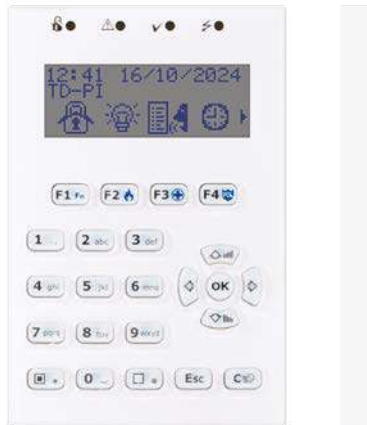 12:41 16/10/2024
TD-PI
F1 Fn F2 F3 F4
1 2 abc 3 def
4 ghi 5 jkl 6 mno OK
7 pqrs 8 tuv 9 wxyz
0 Esc C